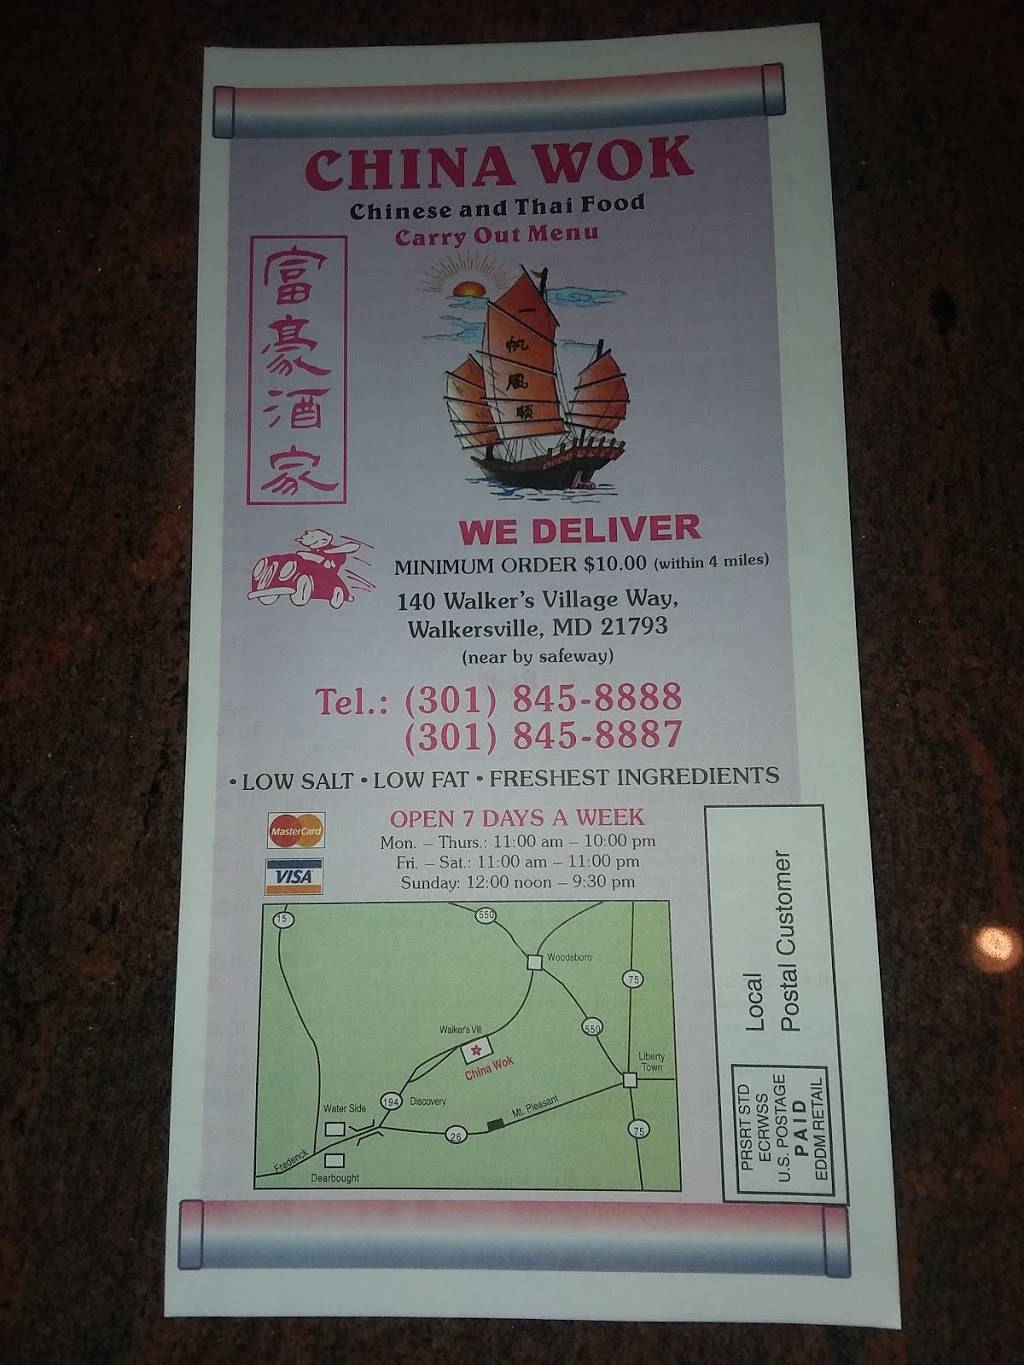 CHINA WOK
Chinese and Thai Food
Carry Out Menu
富豪酒家
一帆風順
WE DELIVER
MINIMUM ORDER $10.00 (within 4 miles)
140 Walker's Village Way,
Walkersville, MD 21793
(near by safeway)
Tel.: (301) 845-8888
(301) 845-8887
• LOW SALT • LOW FAT • FRESHEST INGREDIENTS
MasterCard
VISA
OPEN 7 DAYS A WEEK
Mon. – Thurs.: 11:00 am – 10:00 pm
Fri. – Sat.: 11:00 am – 11:00 pm
Sunday: 12:00 noon – 9:30 pm
15
550
Woodsboro
75
550
Walker's Vill
China Wok
Liberty
Town
194
Discovery
Mt. Pleasant
Water Side
26
75
Frederick
Dearbought
Local
Postal Customer
PRSRT STD
ECRWSS
U.S. POSTAGE
PAID
EDDM RETAIL